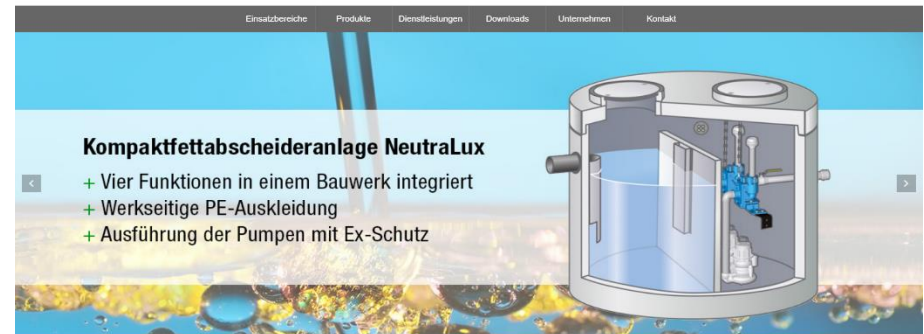 Einsatzbereiche Produkte Dienstleistungen Downloads Unternehmen Kontakt
Kompaktfettabscheideranlage NeutraLux
+ Vier Funktionen in einem Bauwerk integriert
+ Werkseitige PE-Auskleidung
+ Ausführung der Pumpen mit Ex-Schutz